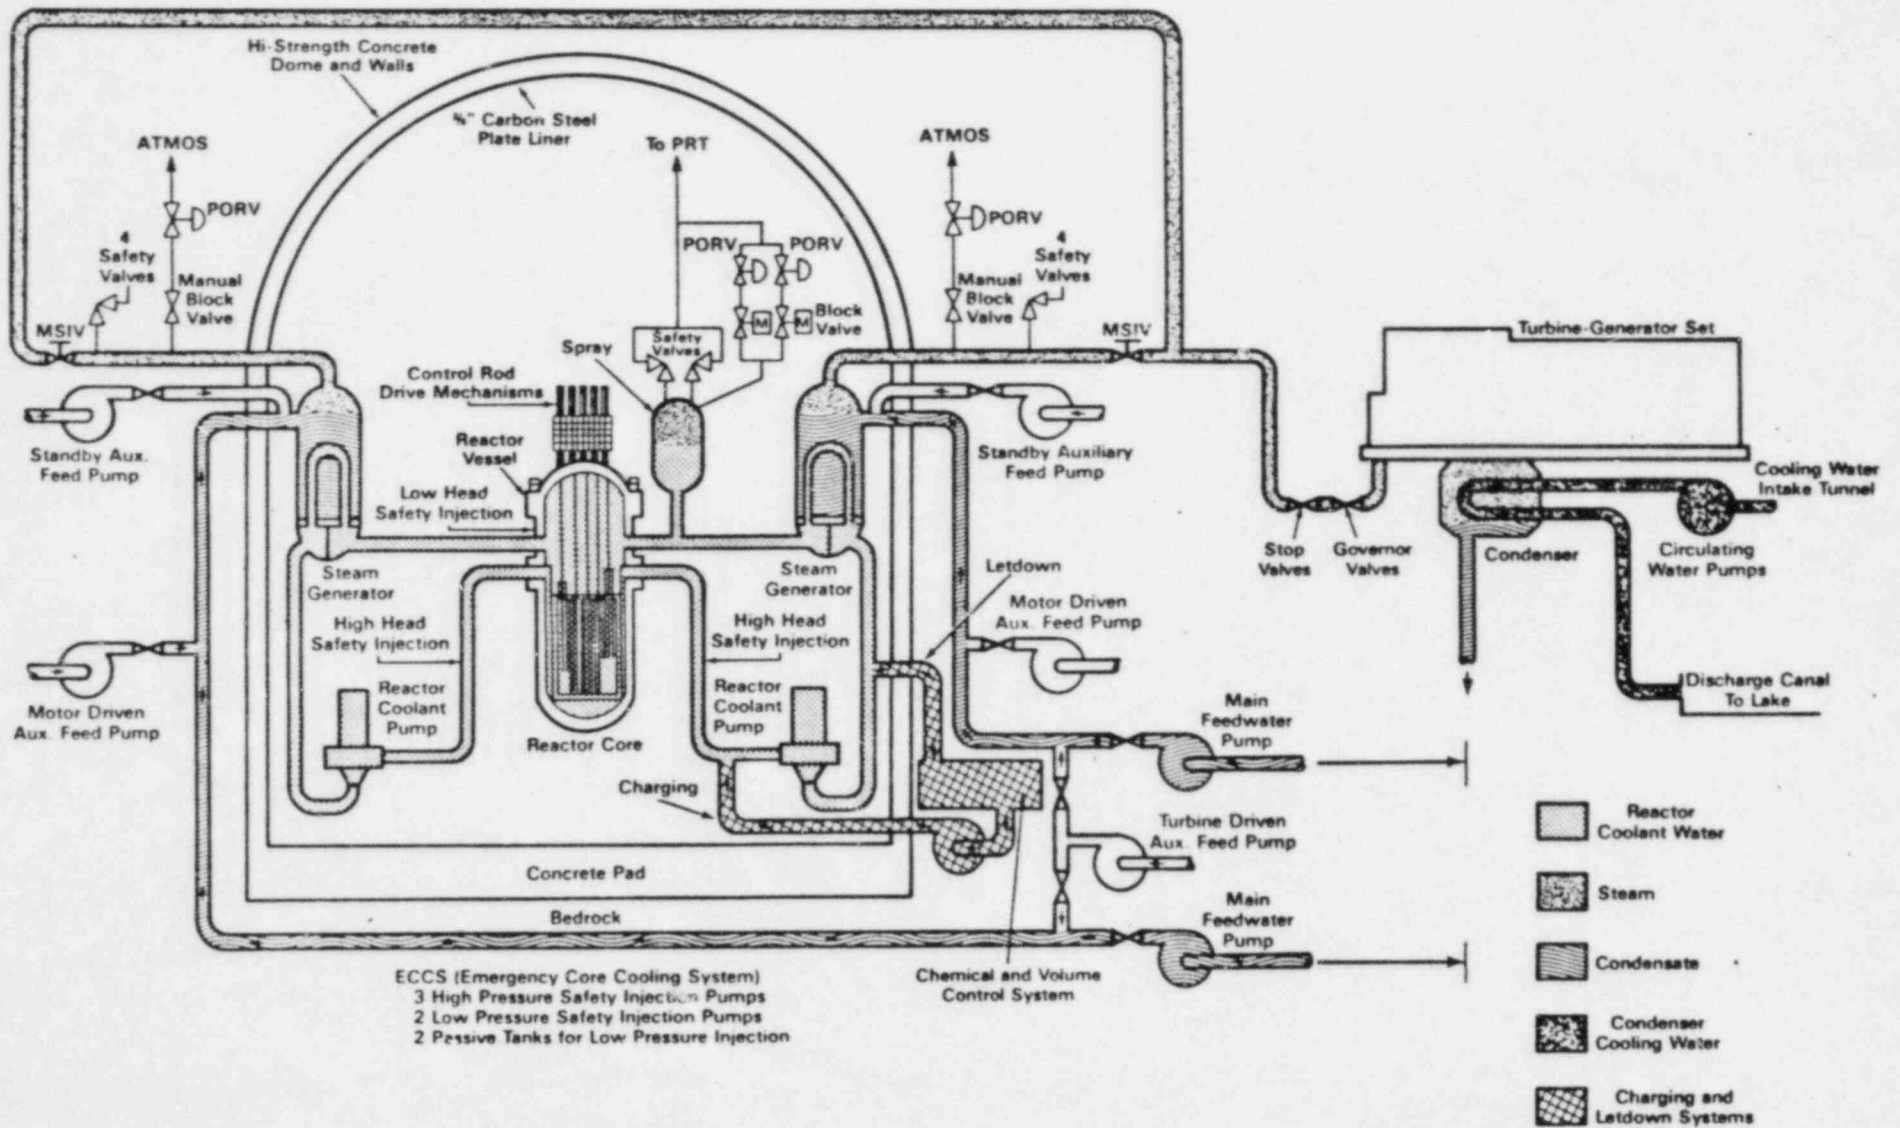 Hi-Strength Concrete
Dome and Walls
⅜" Carbon Steel
Plate Liner
ATMOS
PORV
4
Safety
Valves
Manual
Block
Valve
MSIV
To PRT
PORV
PORV
M
M
Block
Valve
Safety
Valves
Spray
ATMOS
PORV
4
Safety
Valves
Manual
Block
Valve
MSIV
Turbine-Generator Set
Control Rod
Drive Mechanisms
Standby Aux.
Feed Pump
Reactor
Vessel
Low Head
Safety Injection
Standby Auxiliary
Feed Pump
Cooling Water
Intake Tunnel
Stop
Valves
Governor
Valves
Condenser
Circulating
Water Pumps
Steam
Generator
Steam
Generator
Letdown
Motor Driven
Aux. Feed Pump
High Head
Safety Injection
High Head
Safety Injection
Reactor
Coolant
Pump
Reactor
Coolant
Pump
Motor Driven
Aux. Feed Pump
Reactor Core
Main
Feedwater
Pump
Discharge Canal
To Lake
Charging
Turbine Driven
Aux. Feed Pump
Reactor
Coolant Water
Concrete Pad
Steam
Bedrock
Main
Feedwater
Pump
Condensate
ECCS (Emergency Core Cooling System)
3 High Pressure Safety Injection Pumps
2 Low Pressure Safety Injection Pumps
2 Passive Tanks for Low Pressure Injection
Chemical and Volume
Control System
Condenser
Cooling Water
Charging and
Letdown Systems